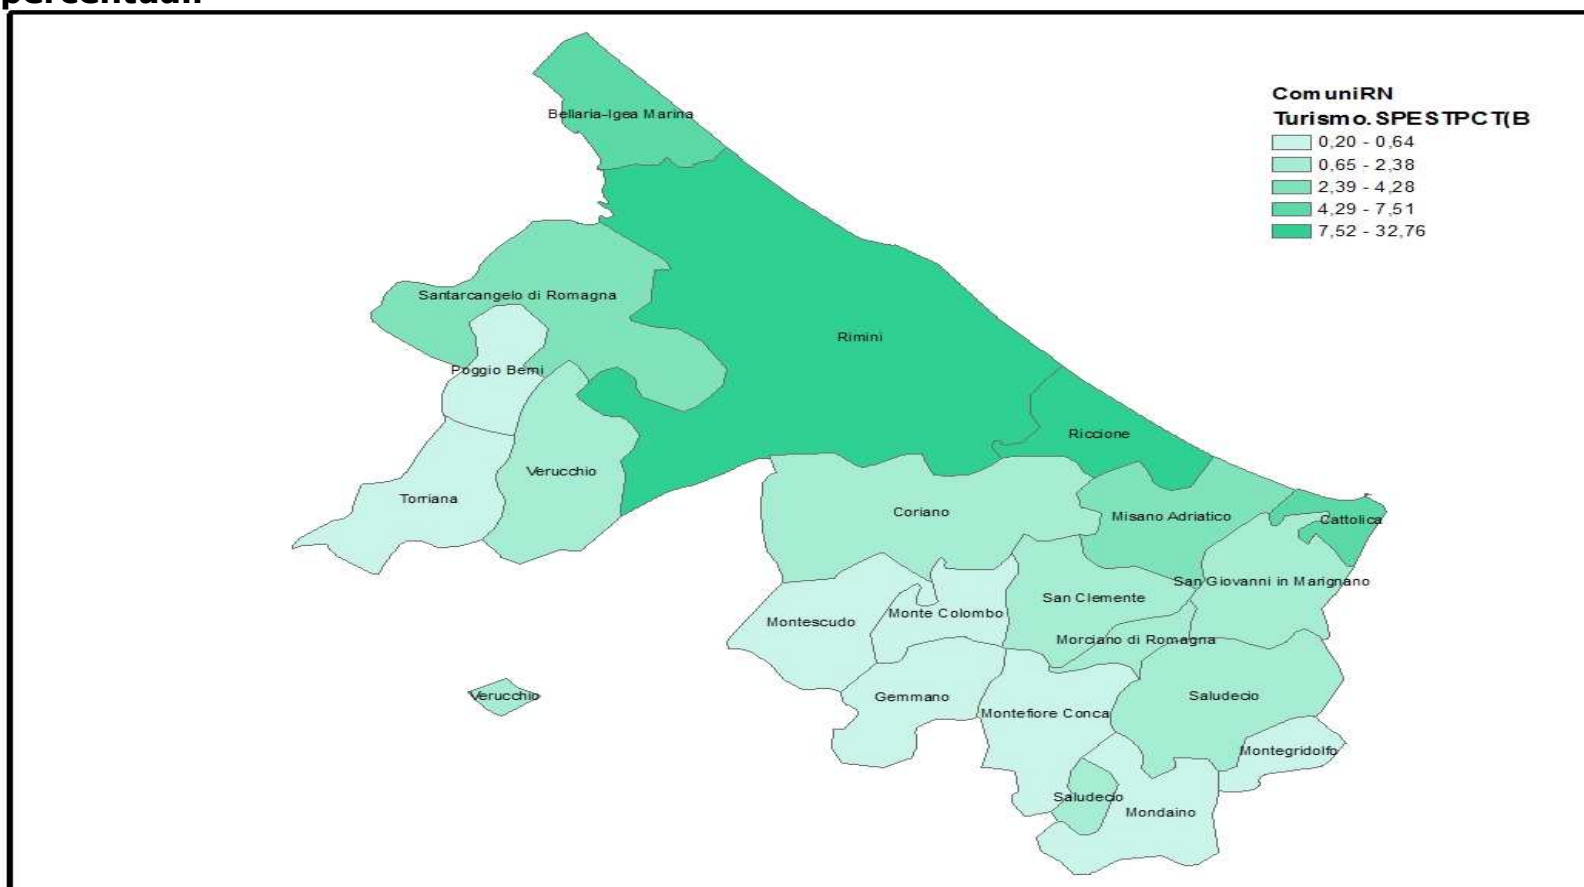 percentuali
ComuniRN
Turismo.SPESTPCT(B
0,20 - 0,64
0,65 - 2,38
2,39 - 4,28
4,29 - 7,51
7,52 - 32,76
Bellaria-Igea Marina
Santarcangelo di Romagna
Rimini
Poggio Berni
Riccione
Verucchio
Torriana
Coriano
Misano Adriatico
Cattolica
San Giovanni in Marignano
San Clemente
Monte Colombo
Montescudo
Morciano di Romagna
Verucchio
Gemmano
Saludecio
Montefiore Conca
Montegridolfo
Saludecio
Mondaino